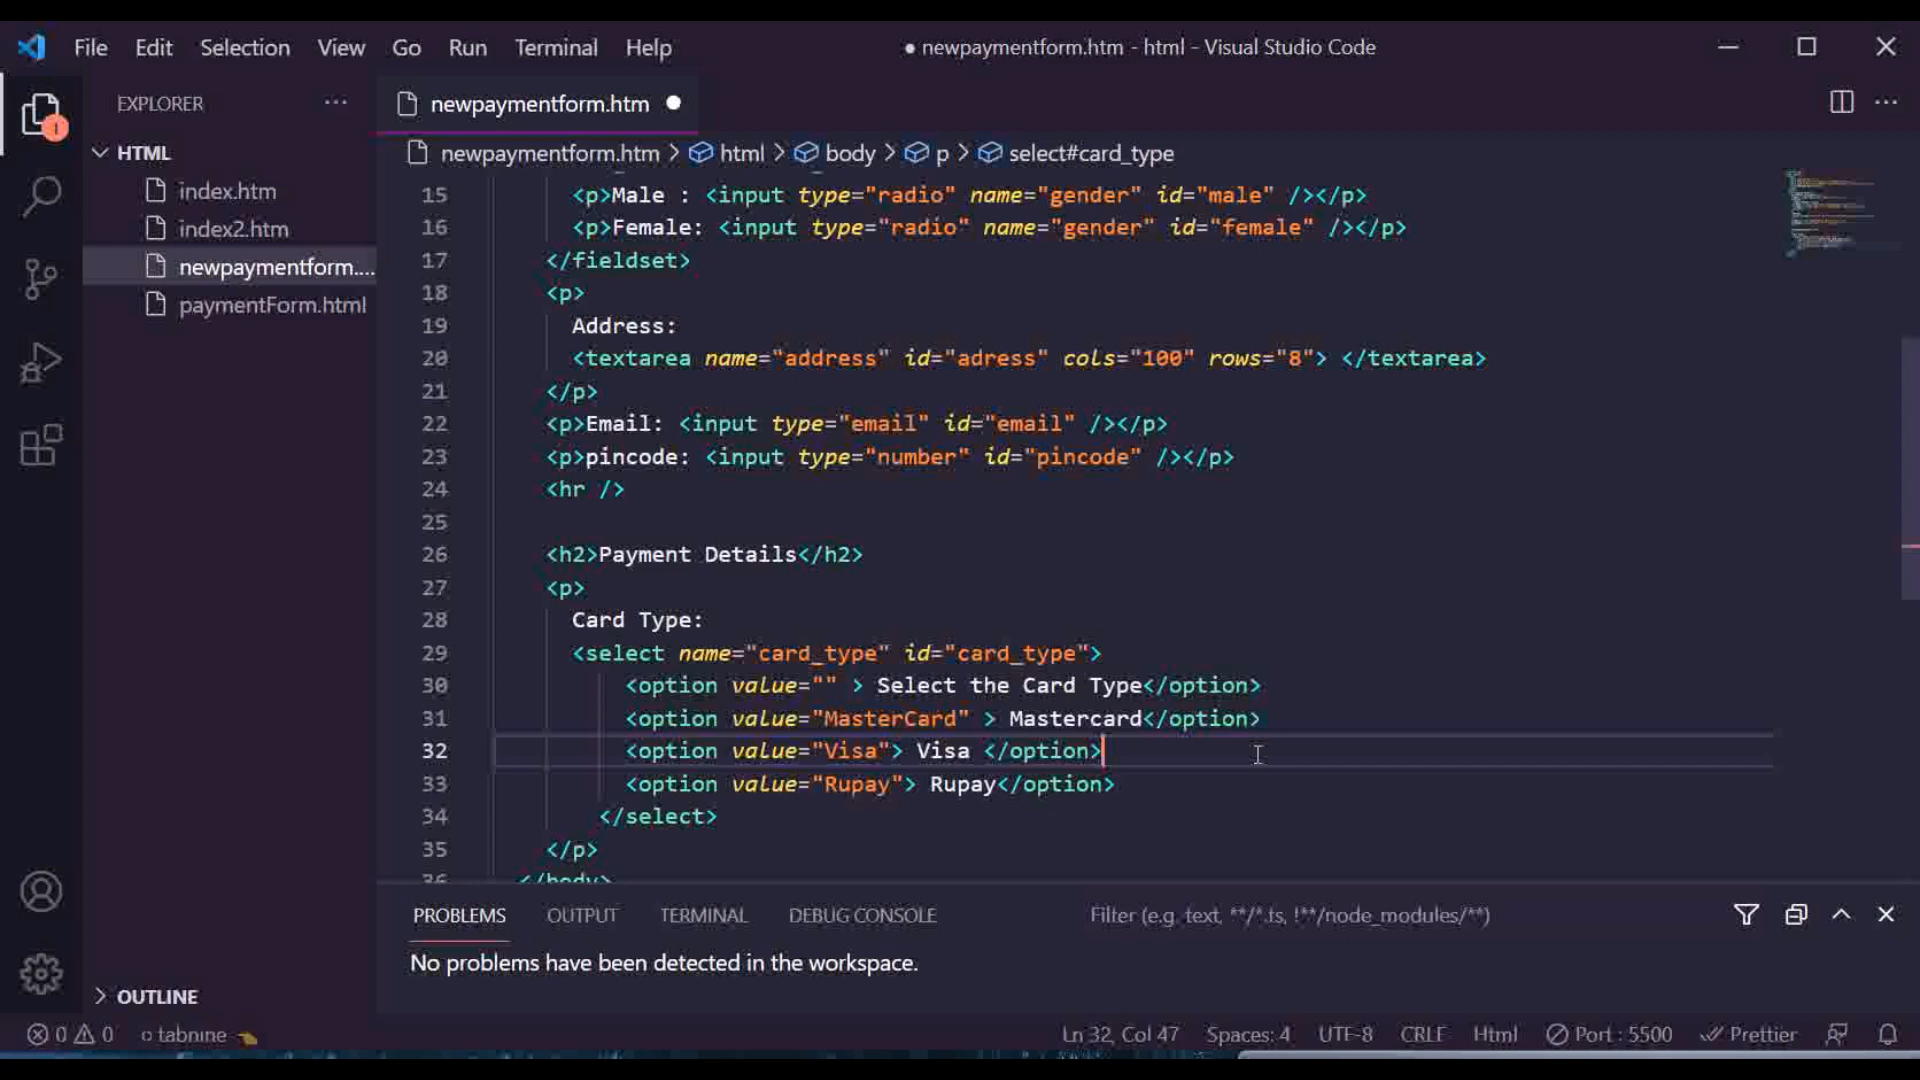 File Edit Selection View Go Run Terminal Help
● newpaymentform.htm - html - Visual Studio Code
EXPLORER
1
HTML
index.htm
index2.htm
newpaymentform....
paymentForm.html
OUTLINE
newpaymentform.htm
newpaymentform.htm > html > body > p > select#card_type
15 <p>Male : <input type="radio" name="gender" id="male" /></p>
16 <p>Female: <input type="radio" name="gender" id="female" /></p>
17 </fieldset>
18 <p>
19 Address:
20 <textarea name="address" id="adress" cols="100" rows="8"> </textarea>
21 </p>
22 <p>Email: <input type="email" id="email" /></p>
23 <p>pincode: <input type="number" id="pincode" /></p>
24 <hr />
25
26 <h2>Payment Details</h2>
27 <p>
28 Card Type:
29 <select name="card_type" id="card_type">
30 <option value="" > Select the Card Type</option>
31 <option value="MasterCard" > Mastercard</option>
32 <option value="Visa"> Visa </option>
33 <option value="Rupay"> Rupay</option>
34 </select>
35 </p>
36 </body>
PROBLEMS OUTPUT TERMINAL DEBUG CONSOLE
Filter (e.g. text, **/*.ts, !**/node_modules/**)
No problems have been detected in the workspace.
0 0 tabnine
Ln 32, Col 47 Spaces: 4 UTF-8 CRLF Html Port : 5500 Prettier